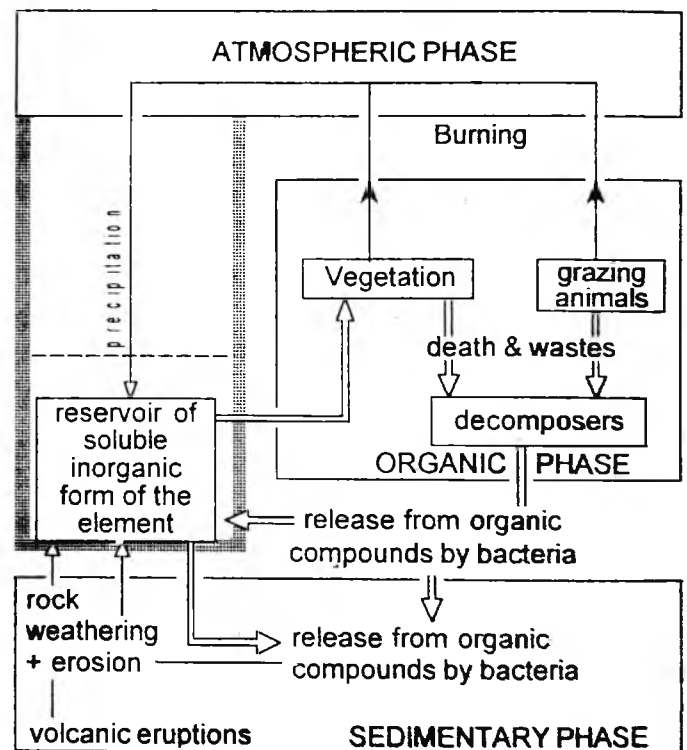 ATMOSPHERIC PHASE
Burning
precipitation
Vegetation
grazing
animals
death & wastes
decomposers
ORGANIC PHASE
reservoir of
soluble
inorganic
form of the
element
release from organic
compounds by bacteria
rock
weathering
+ erosion
release from organic
compounds by bacteria
volcanic eruptions
SEDIMENTARY PHASE